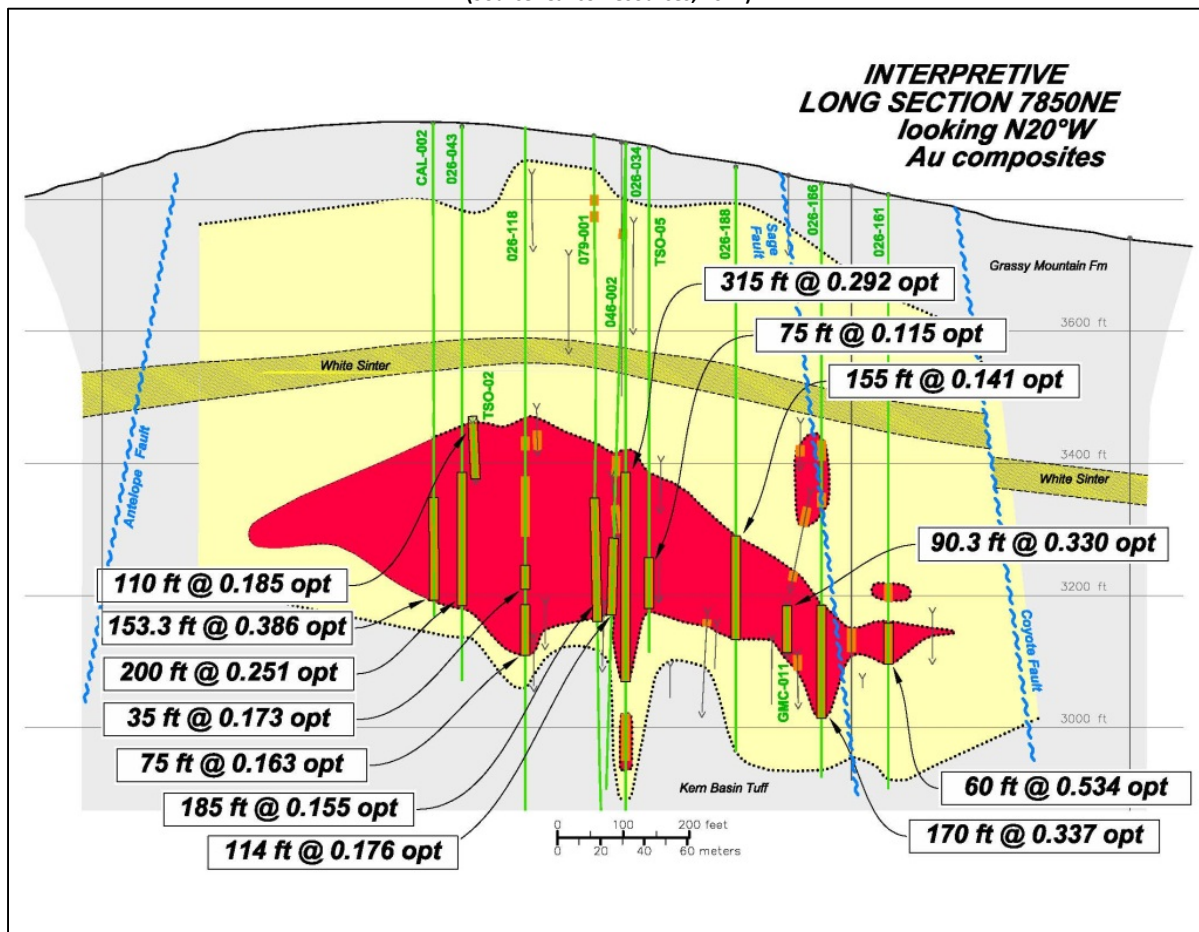 INTERPRETIVE
LONG SECTION 7850NE
looking N20°W
Au composites
CAL-002
026-043
026-118
079-001
046-002
026-034
TSO-05
026-188
Sage
Fault
026-166
026-161
Grassy Mountain Fm
315 ft @ 0.292 opt
3600 ft
75 ft @ 0.115 opt
White Sinter
155 ft @ 0.141 opt
TSO-02
3400 ft
White Sinter
Antelope Fault
90.3 ft @ 0.330 opt
110 ft @ 0.185 opt
3200 ft
153.3 ft @ 0.386 opt
Coyote Fault
200 ft @ 0.251 opt
GMC-011
35 ft @ 0.173 opt
3000 ft
75 ft @ 0.163 opt
Kern Basin Tuff
60 ft @ 0.534 opt
185 ft @ 0.155 opt
170 ft @ 0.337 opt
114 ft @ 0.176 opt
0 100 200 feet
0 20 40 60 meters